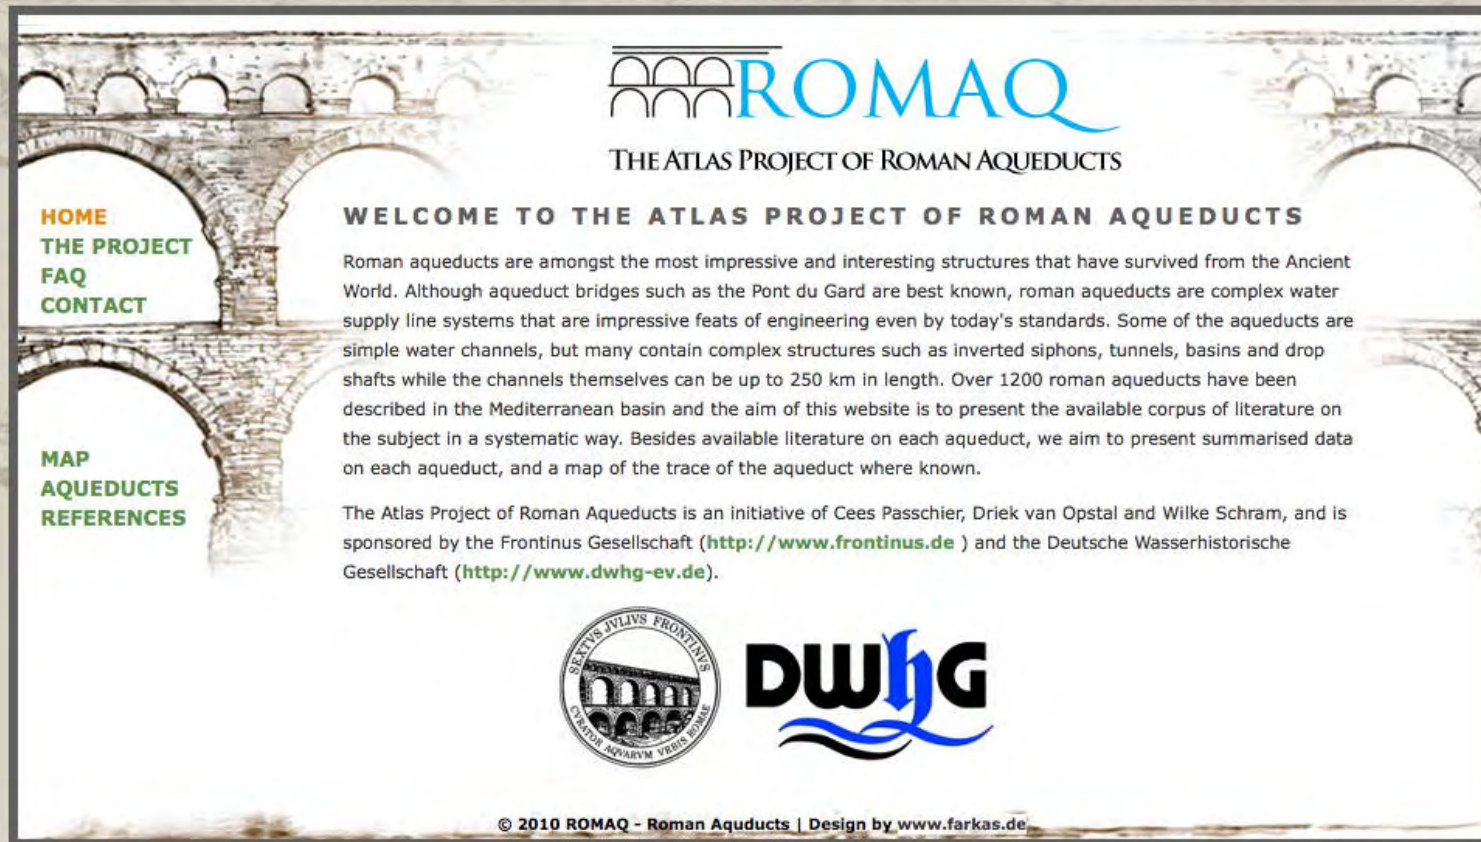 ROMAQ
THE ATLAS PROJECT OF ROMAN AQUEDUCTS
HOME
THE PROJECT
FAQ
CONTACT
MAP
AQUEDUCTS
REFERENCES
WELCOME TO THE ATLAS PROJECT OF ROMAN AQUEDUCTS
Roman aqueducts are amongst the most impressive and interesting structures that have survived from the Ancient
World. Although aqueduct bridges such as the Pont du Gard are best known, roman aqueducts are complex water
supply line systems that are impressive feats of engineering even by today's standards. Some of the aqueducts are
simple water channels, but many contain complex structures such as inverted siphons, tunnels, basins and drop
shafts while the channels themselves can be up to 250 km in length. Over 1200 roman aqueducts have been
described in the Mediterranean basin and the aim of this website is to present the available corpus of literature on
the subject in a systematic way. Besides available literature on each aqueduct, we aim to present summarised data
on each aqueduct, and a map of the trace of the aqueduct where known.
The Atlas Project of Roman Aqueducts is an initiative of Cees Passchier, Driek van Opstal and Wilke Schram, and is
sponsored by the Frontinus Gesellschaft (http://www.frontinus.de ) and the Deutsche Wasserhistorische
Gesellschaft (http://www.dwhg-ev.de).
SEXTVS JVLIVS FRONTINVS
CVRATOR AQVARVM VRBIS ROMAE
DWhG
© 2010 ROMAQ - Roman Aquducts | Design by www.farkas.de